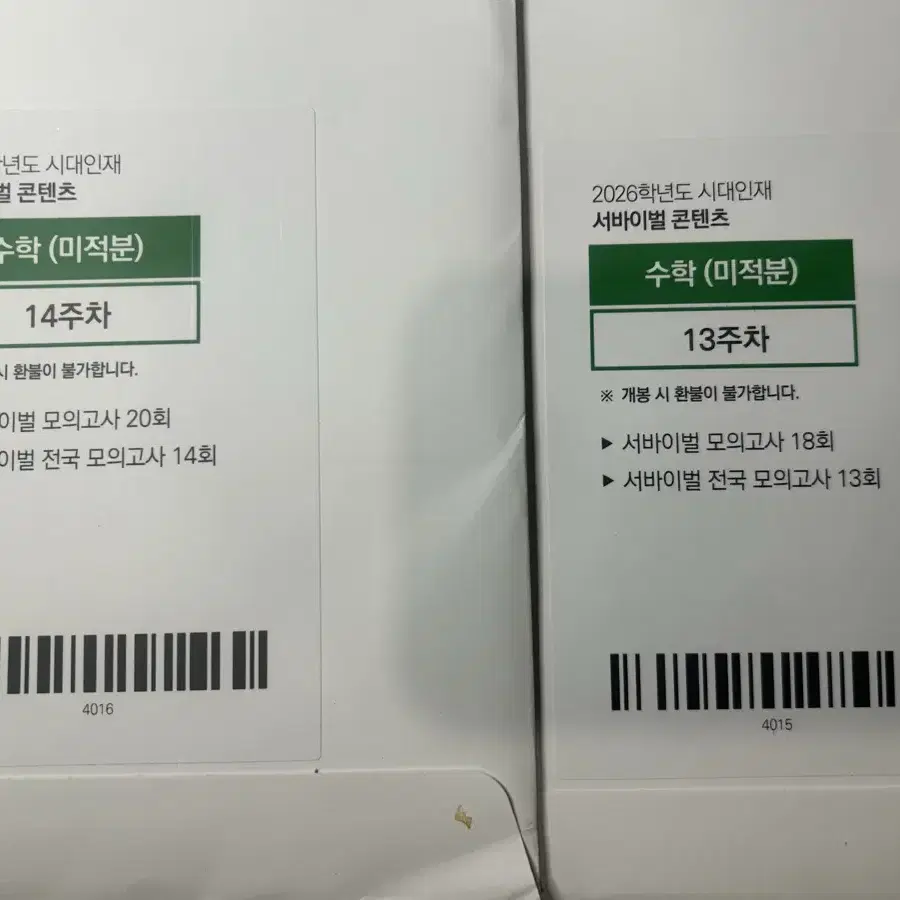 년도 시대인재
벌 콘텐츠
수학 (미적분)
14주차
시 환불이 불가합니다.
이벌 모의고사 20회
이벌 전국 모의고사 14회
4016
2026학년도 시대인재
서바이벌 콘텐츠
수학 (미적분)
13주차
※ 개봉 시 환불이 불가합니다.
▶ 서바이벌 모의고사 18회
▶ 서바이벌 전국 모의고사 13회
4015